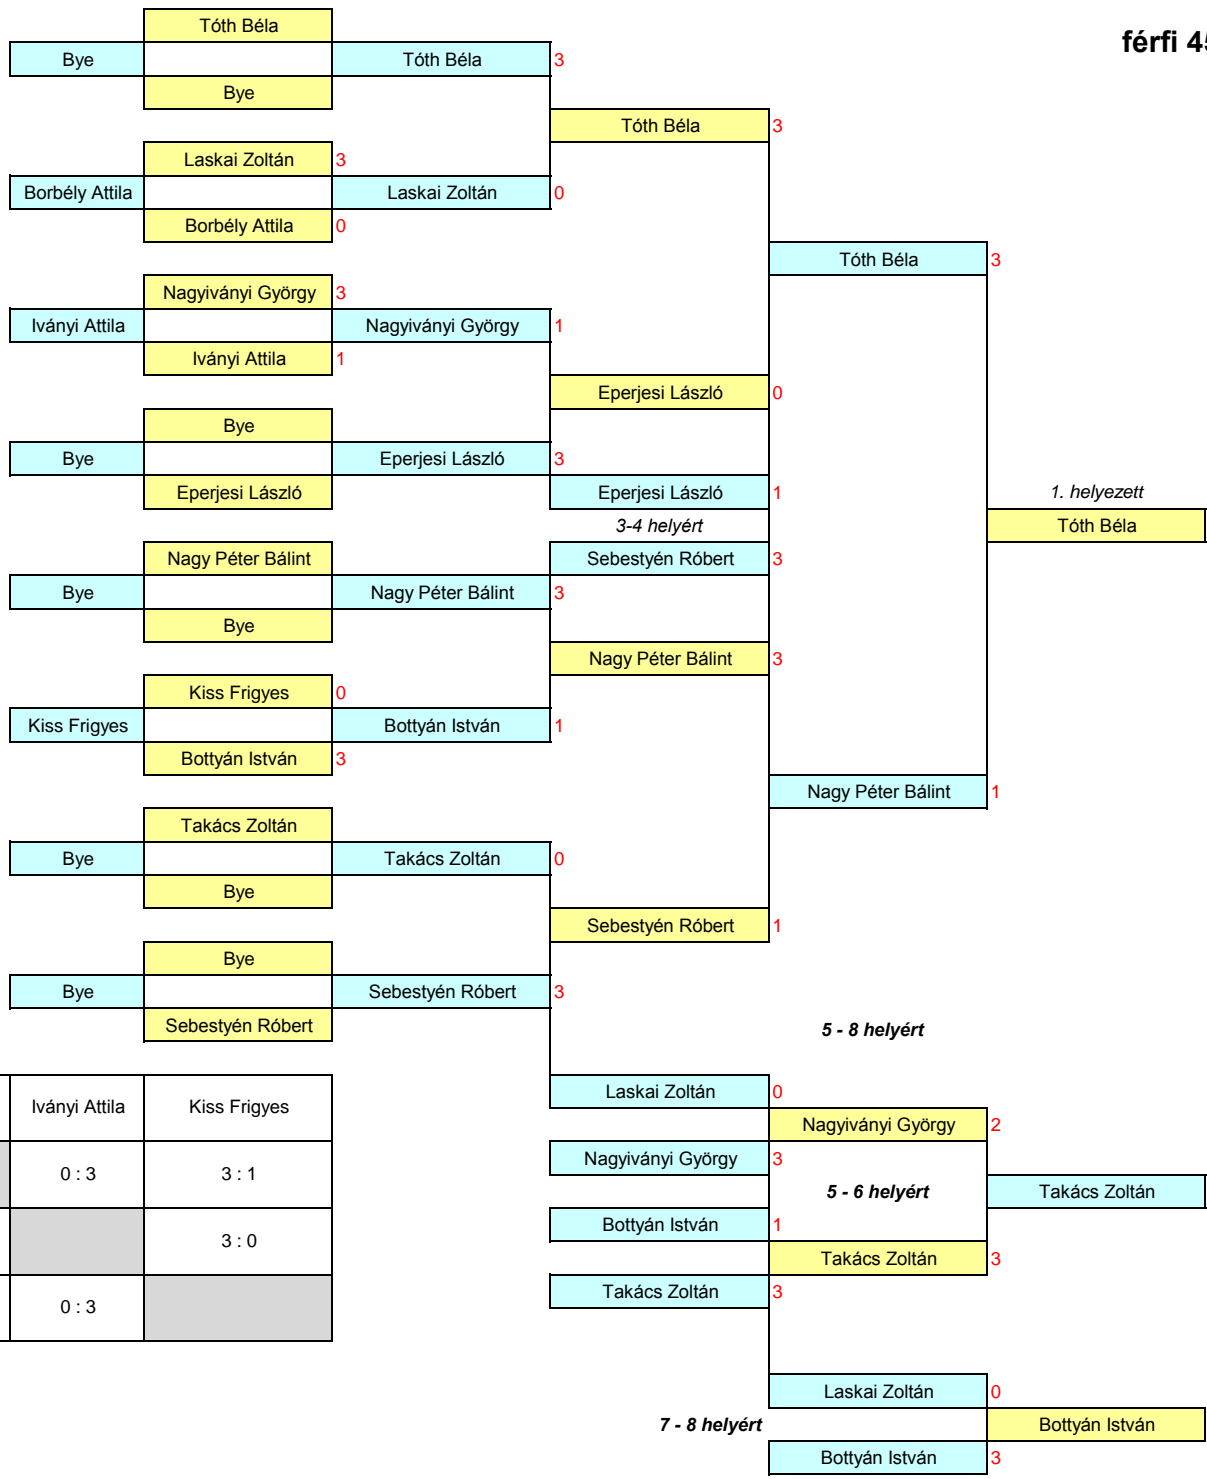 Tóth Béla
férfi 45
Bye Tóth Béla 3
Bye
Tóth Béla 3
Laskai Zoltán 3
Borbély Attila Laskai Zoltán 0
Borbély Attila 0
Tóth Béla 3
Nagyiványi György 3
Iványi Attila Nagyiványi György 1
Iványi Attila 1
Eperjesi László 0
Bye
Bye Eperjesi László 3
Eperjesi László Eperjesi László 1 1. helyezett
3-4 helyért Tóth Béla
Nagy Péter Bálint Sebestyén Róbert 3
Bye Nagy Péter Bálint 3
Bye
Nagy Péter Bálint 3
Kiss Frigyes 0
Kiss Frigyes Bottyán István 1
Bottyán István 3
Nagy Péter Bálint 1
Takács Zoltán
Bye Takács Zoltán 0
Bye
Sebestyén Róbert 1
Bye
Bye Sebestyén Róbert 3
Sebestyén Róbert 5 - 8 helyért
Laskai Zoltán 0
Iványi Attila Kiss Frigyes
Nagyiványi György 2
Nagyiványi György 3
0 : 3 3 : 1
5 - 6 helyért Takács Zoltán
Bottyán István 1
3 : 0
Takács Zoltán 3
Takács Zoltán 3
0 : 3
Laskai Zoltán 0
7 - 8 helyért Bottyán István
Bottyán István 3